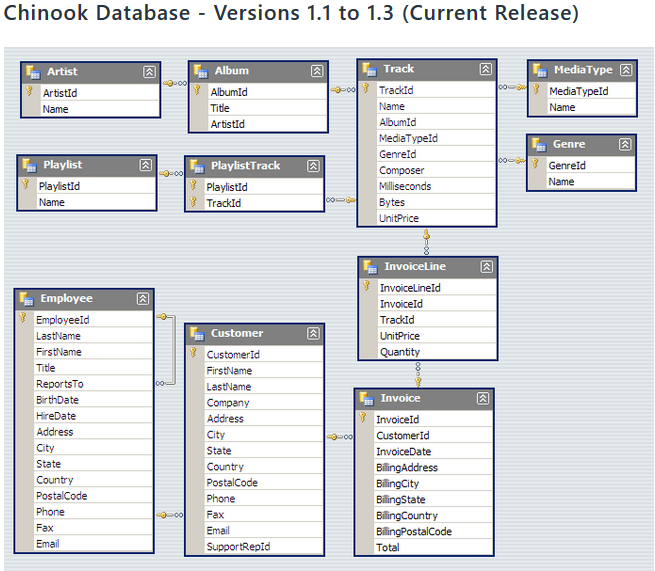 Chinook Database - Versions 1.1 to 1.3 (Current Release)
Artist
ArtistId
Name
Album
AlbumId
Title
ArtistId
Track
TrackId
Name
AlbumId
MediaTypeId
GenreId
Composer
Milliseconds
Bytes
UnitPrice
MediaType
MediaTypeId
Name
Genre
GenreId
Name
Playlist
PlaylistId
Name
PlaylistTrack
PlaylistId
TrackId
InvoiceLine
InvoiceLineId
InvoiceId
TrackId
UnitPrice
Quantity
Employee
EmployeeId
LastName
FirstName
Title
ReportsTo
BirthDate
HireDate
Address
City
State
Country
PostalCode
Phone
Fax
Email
Customer
CustomerId
FirstName
LastName
Company
Address
City
State
Country
PostalCode
Phone
Fax
Email
SupportRepId
Invoice
InvoiceId
CustomerId
InvoiceDate
BillingAddress
BillingCity
BillingState
BillingCountry
BillingPostalCode
Total